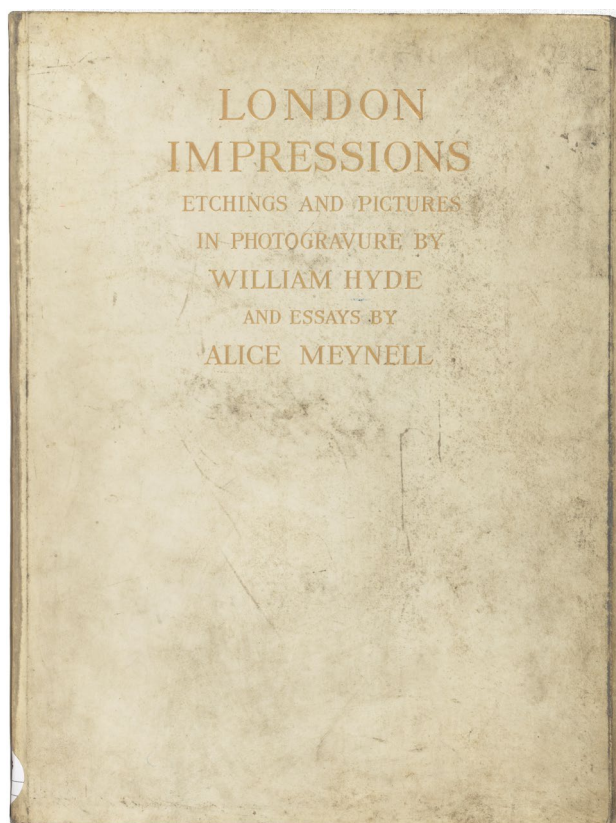 LONDON
IMPRESSIONS
ETCHINGS AND PICTURES
IN PHOTOGRAVURE BY
WILLIAM HYDE
AND ESSAYS BY
ALICE MEYNELL